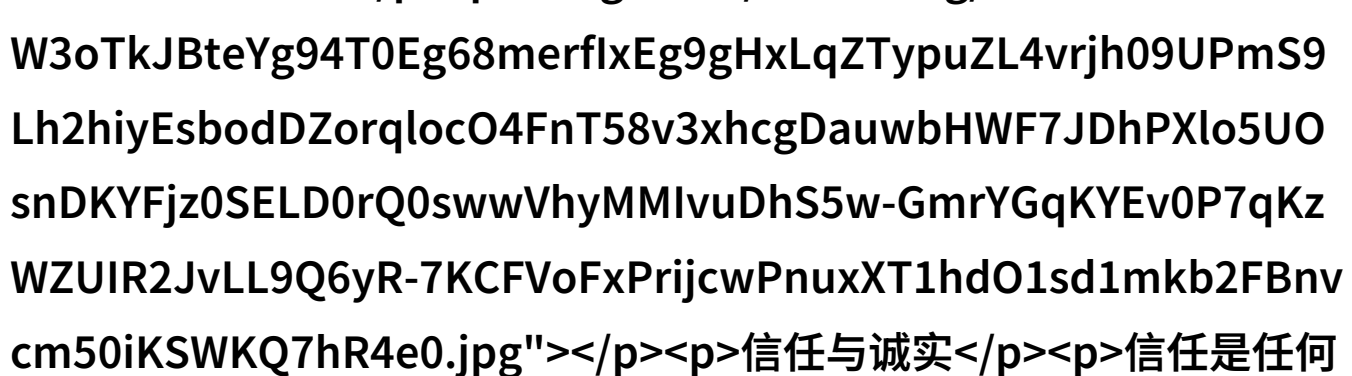 W3oTkJBteYg94T0Eg68merfIxEg9gHxLqZTypuZL4vrjh09UPmS9
Lh2hiyEsbodDZorqlocO4FnT58v3xhcgDauwbHWF7JDhPXlo5UO
snDKYFjz0SELD0rQ0swwVhyMMIvuDhS5w-GmrYGqKYEv0P7qKz
WZUIR2JvLL9Q6yR-7KCFVoFxPrijcwPnuxXT1hdO1sd1mkb2FBnv
cm50iKSWKQ7hR4e0.jpg"></p><p>信任与诚实</p><p>信任是任何